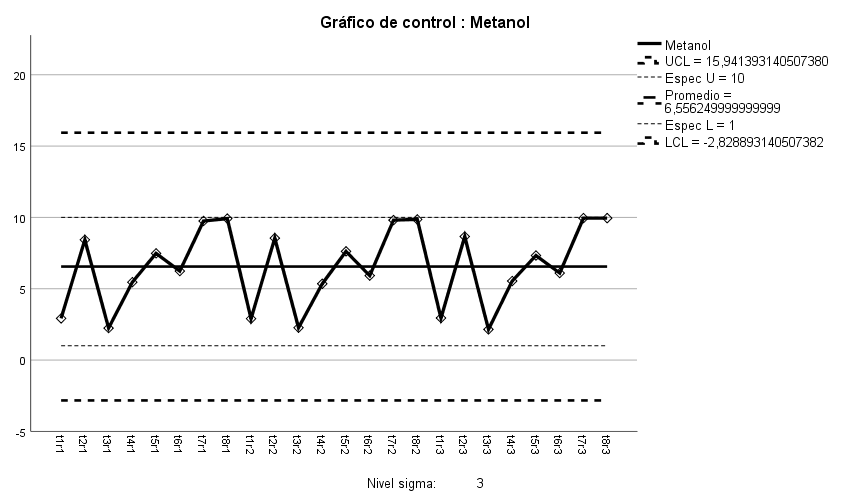 Gráfico de control : Metanol
Metanol
UCL = 15,941393140507380
Espec U = 10
Promedio =
6,556249999999999
Espec L = 1
LCL = -2,828893140507382
20
15
10
5
0
-5
t1r1
t2r1
t3r1
t4r1
t5r1
t6r1
t7r1
t8r1
t1r2
t2r2
t3r2
t4r2
t5r2
t6r2
t7r2
t8r2
t1r3
t2r3
t3r3
t4r3
t5r3
t6r3
t7r3
t8r3
Nivel sigma: 3